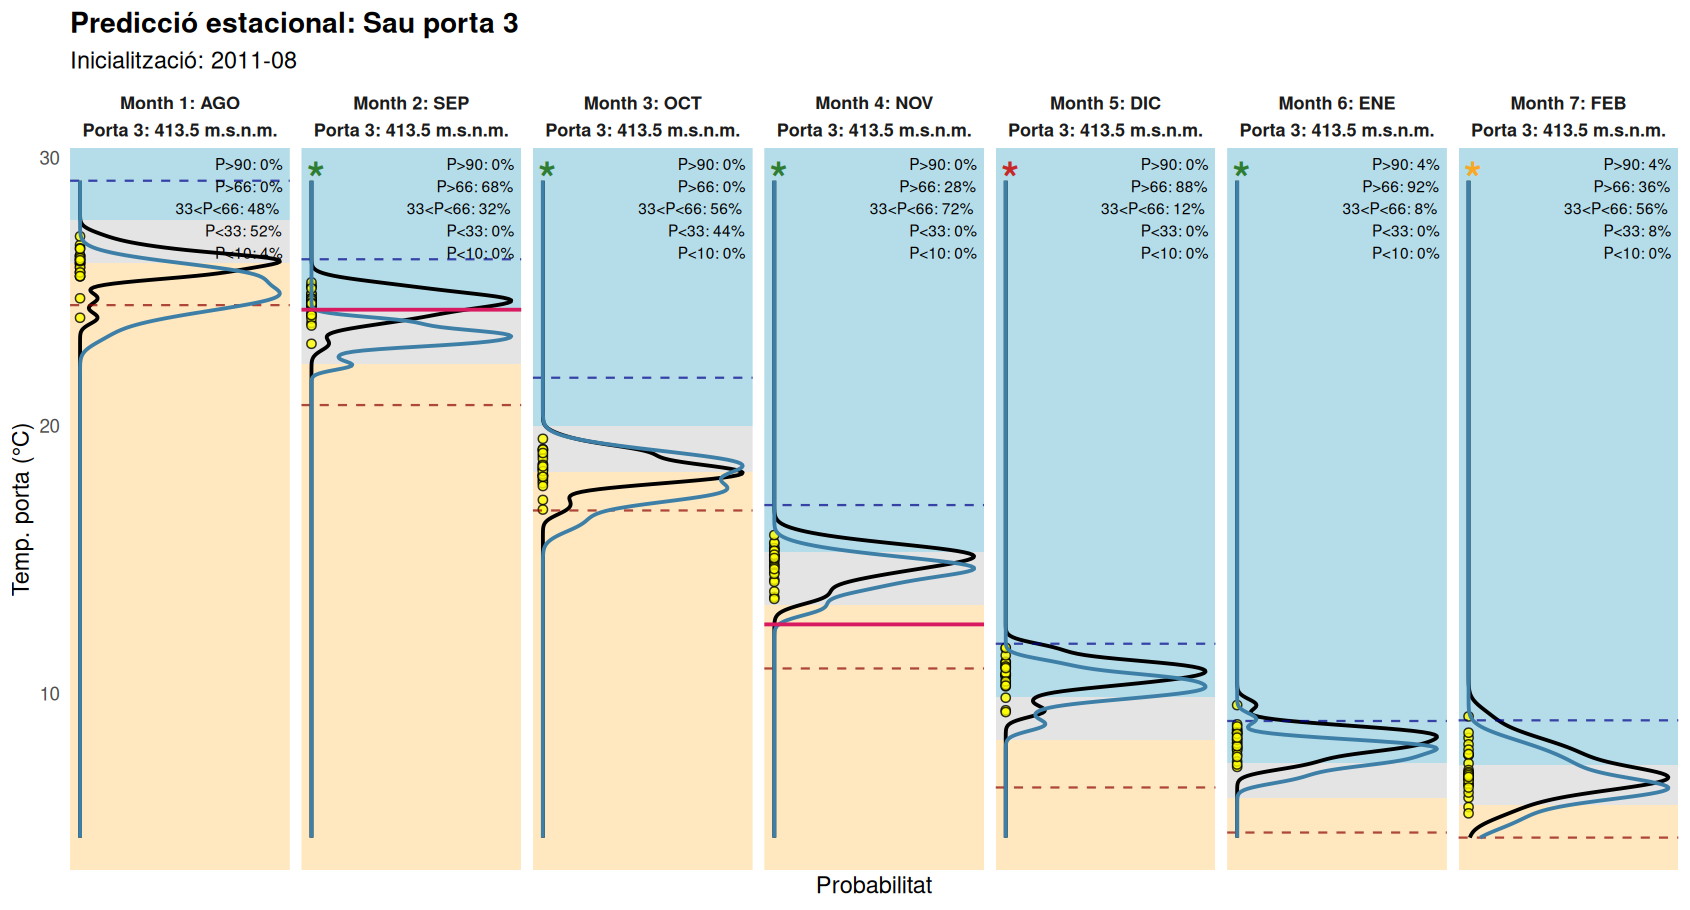 Predicció estacional: Sau porta 3
Inicialització: 2011-08
Month 1: AGO
Porta 3: 413.5 m.s.n.m.
P>90: 0%
P>66: 0%
33<P<66: 48%
P<33: 52%
P<10: 4%
Month 2: SEP
Porta 3: 413.5 m.s.n.m.
*
P>90: 0%
P>66: 68%
33<P<66: 32%
P<33: 0%
P<10: 0%
Month 3: OCT
Porta 3: 413.5 m.s.n.m.
*
P>90: 0%
P>66: 0%
33<P<66: 56%
P<33: 44%
P<10: 0%
Month 4: NOV
Porta 3: 413.5 m.s.n.m.
*
P>90: 0%
P>66: 28%
33<P<66: 72%
P<33: 0%
P<10: 0%
Month 5: DIC
Porta 3: 413.5 m.s.n.m.
*
P>90: 0%
P>66: 88%
33<P<66: 12%
P<33: 0%
P<10: 0%
Month 6: ENE
Porta 3: 413.5 m.s.n.m.
*
P>90: 4%
P>66: 92%
33<P<66: 8%
P<33: 0%
P<10: 0%
Month 7: FEB
Porta 3: 413.5 m.s.n.m.
*
P>90: 4%
P>66: 36%
33<P<66: 56%
P<33: 8%
P<10: 0%
30
20
10
Temp. porta (°C)
Probabilitat